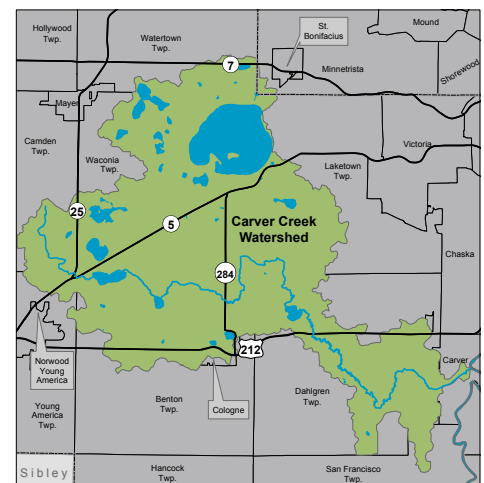 Hollywood
Twp.
Watertown
Twp.
St.
Bonifacius
Mound
7
Minnetrista
Shorewood
Mayer
Camden
Twp.
Waconia
Twp.
Victoria
Laketown
Twp.
25
5
Carver Creek
Watershed
Chaska
284
212
Norwood
Young
America
Carver
Young
America
Twp.
Benton
Twp.
Cologne
Dahlgren
Twp.
Sibley
Hancock
Twp.
San Francisco
Twp.